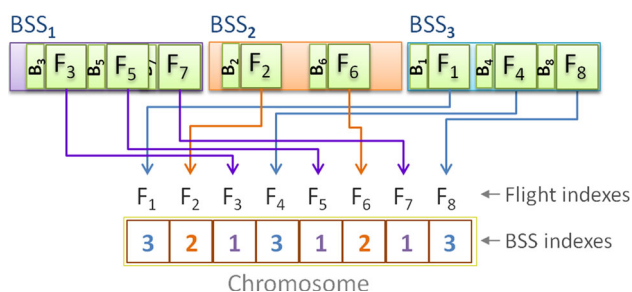 BSS₁ BSS₂ BSS₃
B₃ F₃ B₅ F₅ B₇ F₇ B₂ F₂ B₆ F₆ B₁ F₁ B₄ F₄ B₈ F₈
F₁ F₂ F₃ F₄ F₅ F₆ F₇ F₈ ← Flight indexes
3 2 1 3 1 2 1 3 ← BSS indexes
Chromosome